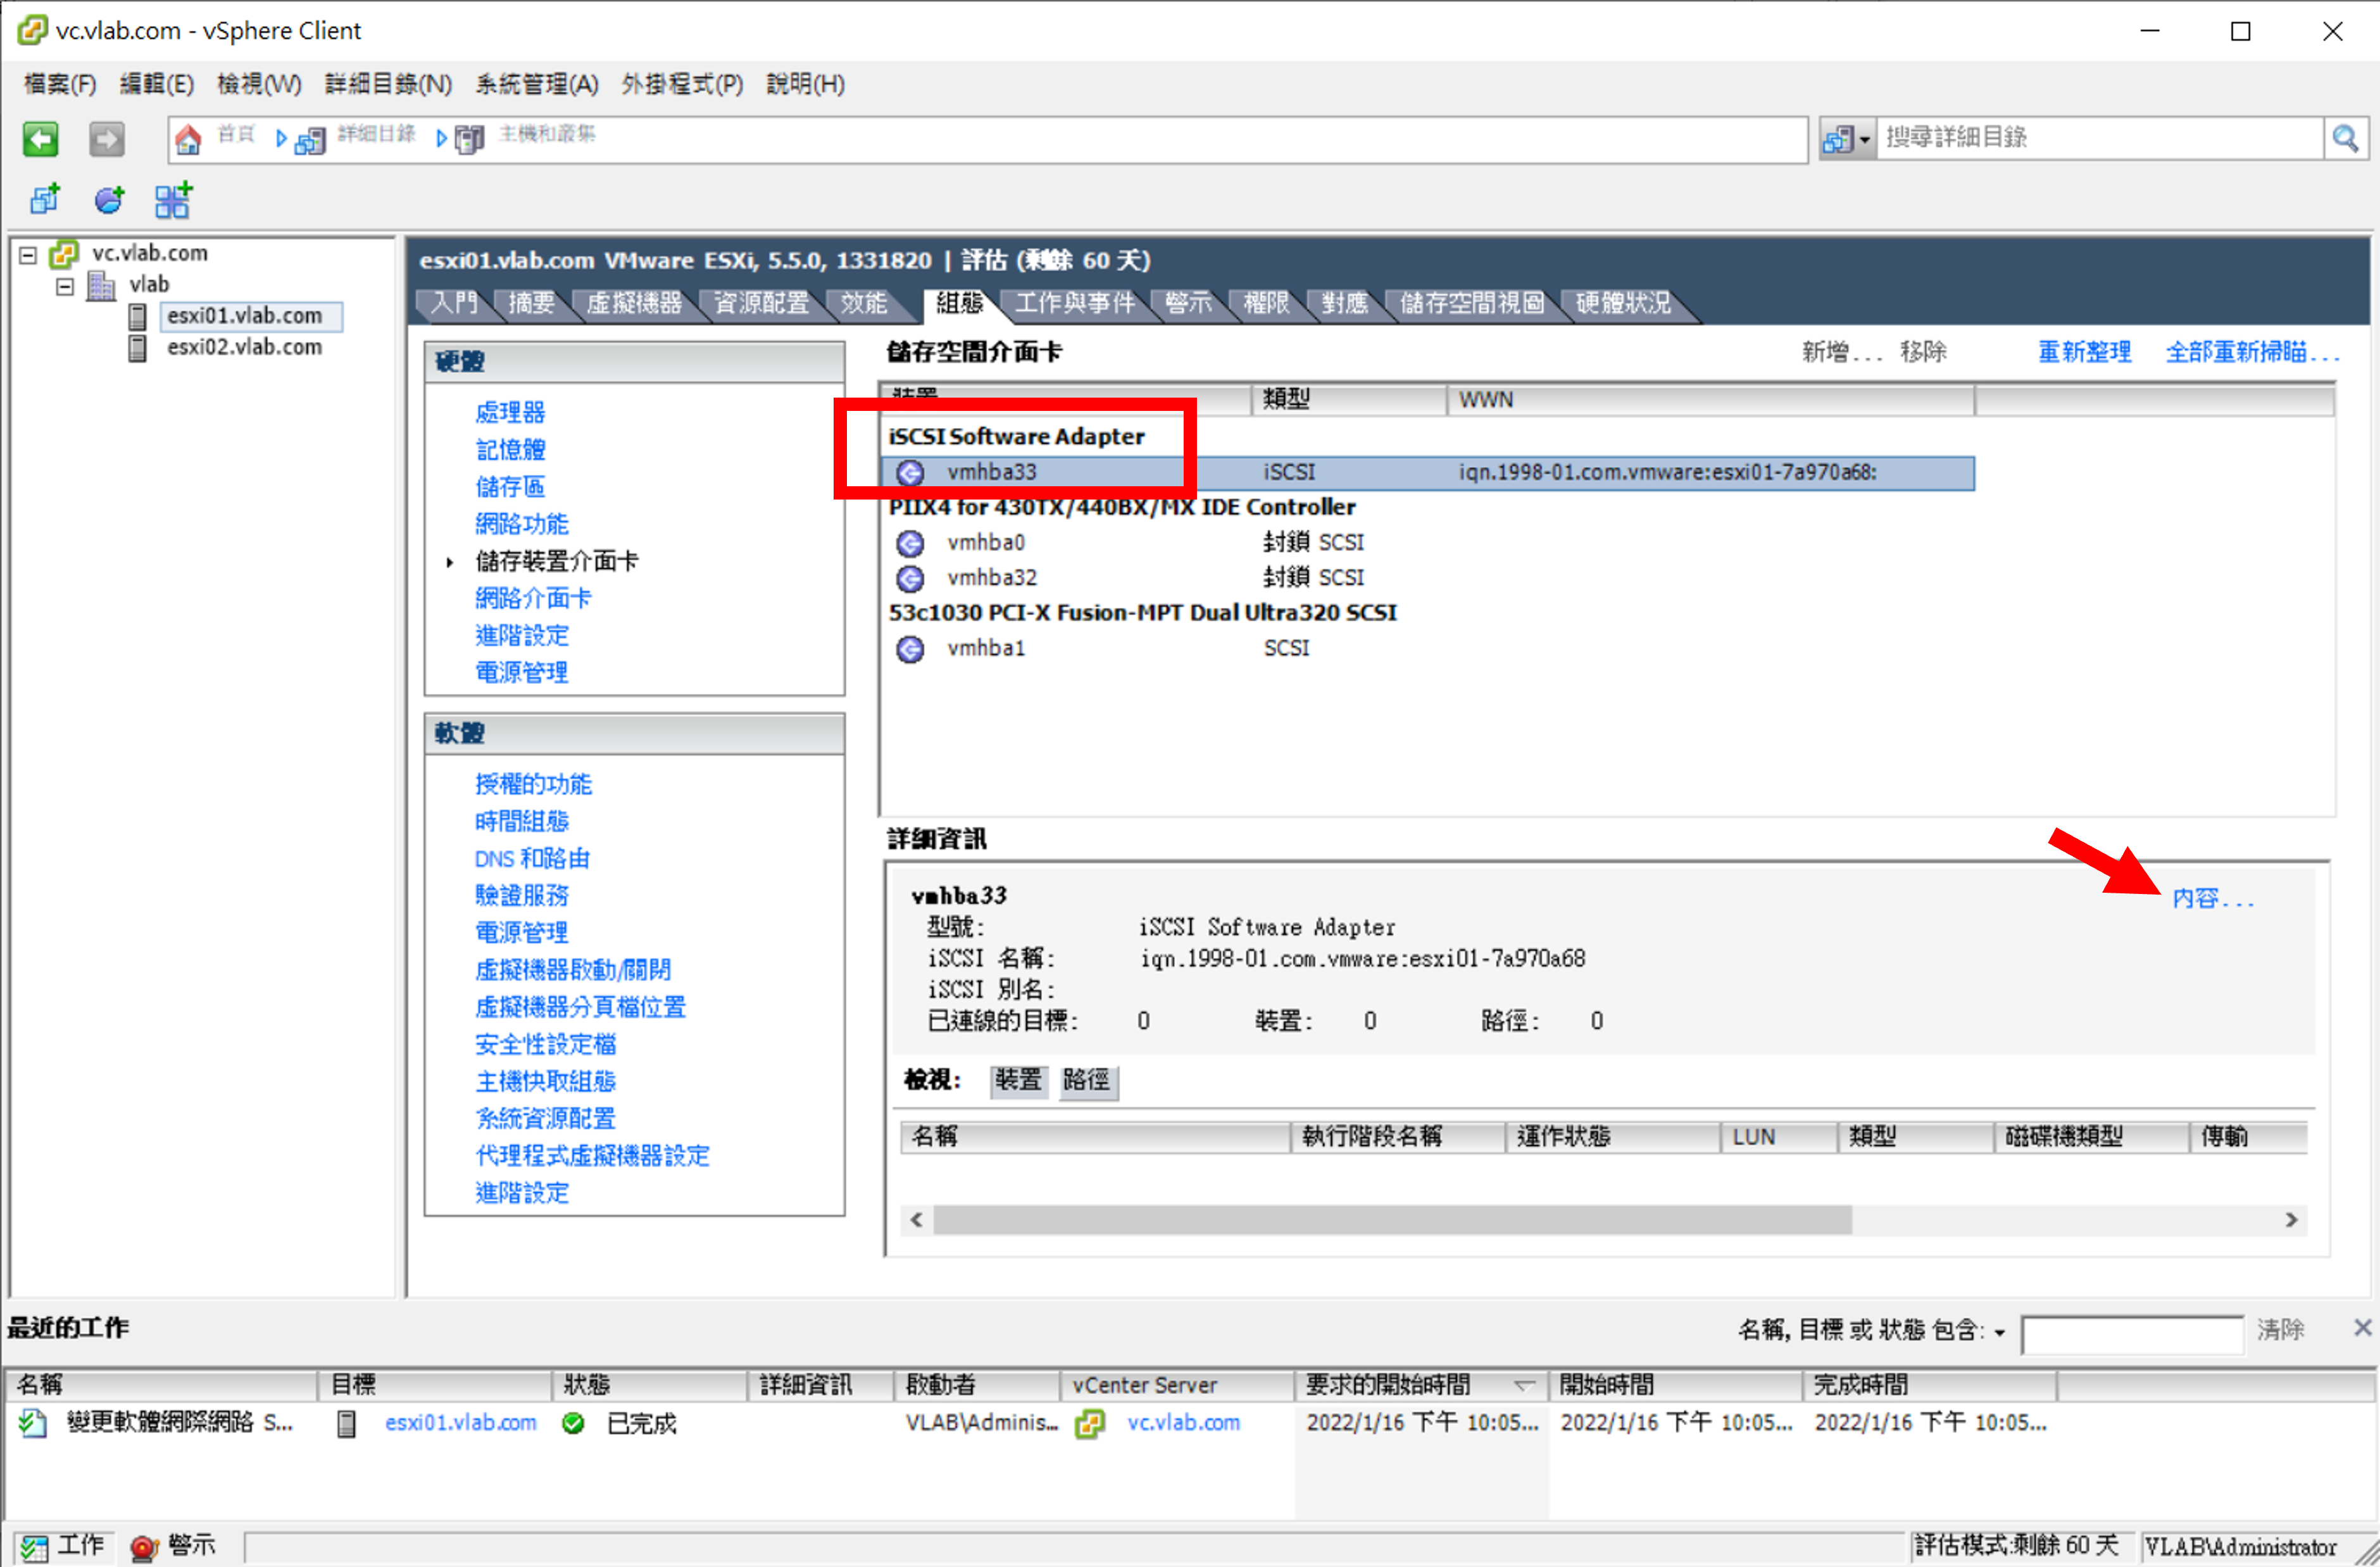 vc.vlab.com - vSphere Client
檔案(F) 編輯(E) 檢視(W) 詳細目錄(N) 系統管理(A) 外掛程式(P) 說明(H)
首頁 詳細目錄 主機和叢集 搜尋詳細目錄
vc.vlab.com
vlab
esxi01.vlab.com
esxi02.vlab.com
esxi01.vlab.com VMware ESXi, 5.5.0, 1331820 | 評估 (剩餘 60 天)
入門 摘要 虛擬機器 資源配置 效能 組態 工作與事件 警示 權限 對應 儲存空間視圖 硬體狀況
硬體
處理器
記憶體
儲存區
網路功能
儲存裝置介面卡
網路介面卡
進階設定
電源管理
軟體
授權的功能
時間組態
DNS 和路由
驗證服務
電源管理
虛擬機器啟動/關閉
虛擬機器分頁檔位置
安全性設定檔
主機快取組態
系統資源配置
代理程式虛擬機器設定
進階設定
儲存空間介面卡 新增... 移除 重新整理 全部重新掃瞄...
裝置 類型 WWN
iSCSI Software Adapter
vmhba33 iSCSI iqn.1998-01.com.vmware:esxi01-7a970a68:
PIIX4 for 430TX/440BX/MX IDE Controller
vmhba0 封鎖 SCSI
vmhba32 封鎖 SCSI
53c1030 PCI-X Fusion-MPT Dual Ultra320 SCSI
vmhba1 SCSI
詳細資訊
vmhba33 內容...
型號: iSCSI Software Adapter
iSCSI 名稱: iqn.1998-01.com.vmware:esxi01-7a970a68
iSCSI 別名:
已連線的目標: 0 裝置: 0 路徑: 0
檢視: 裝置 路徑
名稱 執行階段名稱 運作狀態 LUN 類型 磁碟機類型 傳輸
最近的工作 名稱, 目標 或 狀態 包含: 清除
名稱 目標 狀態 詳細資訊 啟動者 vCenter Server 要求的開始時間 開始時間 完成時間
變更軟體網際網路 S... esxi01.vlab.com 已完成 VLAB\Adminis... vc.vlab.com 2022/1/16 下午 10:05... 2022/1/16 下午 10:05... 2022/1/16 下午 10:05...
工作 警示 評估模式:剩餘 60 天 VLAB\Administrator